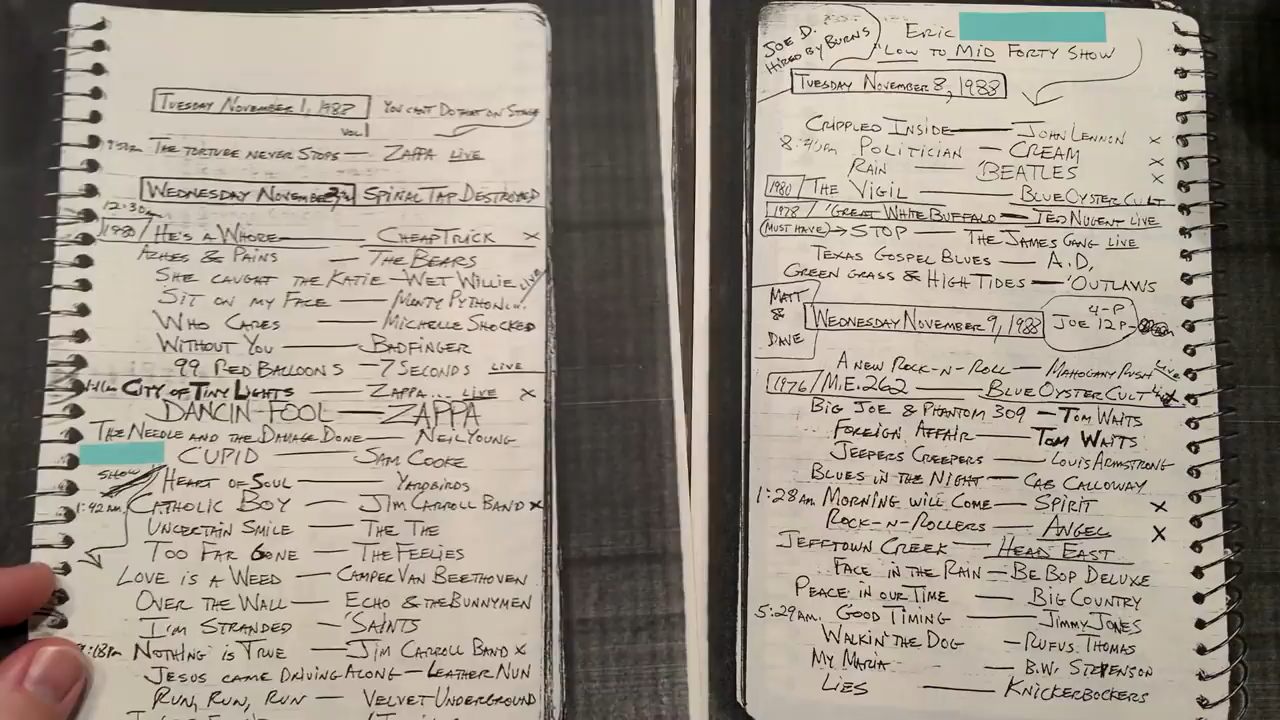 TUESDAY NOVEMBER 1, 1988 YOU CAN'T DO THAT ON STAGE
VOL 1
THE TORTURE NEVER STOPS — ZAPPA LIVE
WEDNESDAY NOVEMBER SPINAL TAP DESTROYED
12:30am
1980/ HE'S A WHORE — CHEAP TRICK X
ACHES & PAINS — THE BEARS
SHE CAUGHT THE KATIE — WET WILLIE LIVE
SIT ON MY FACE — MONTY PYTHON
WHO CARES — MICHELLE SHOCKED
WITHOUT YOU — BADFINGER
99 RED BALLOONS — 7 SECONDS LIVE
CITY OF TINY LIGHTS — ZAPPA... LIVE X
DANCIN FOOL — ZAPPA
THE NEEDLE AND THE DAMAGE DONE — NEIL YOUNG
CUPID — SAM COOKE
SHOW
HEART OF SOUL — YARDBIRDS
1:42am. CATHOLIC BOY — JIM CARROLL BAND X
UNCERTAIN SMILE — THE THE
TOO FAR GONE — THE FEELIES
LOVE IS A WEED — CAMPER VAN BEETHOVEN
OVER THE WALL — ECHO & THE BUNNYMEN
I'M STRANDED — 'SAINTS
NOTHING IS TRUE — JIM CARROLL BAND X
JESUS CAME DRIVING ALONG — LEATHER NUN
RUN, RUN, RUN — VELVET UNDERGROUND
JOE D.
HIRED BY BURNS
ERIC
"LOW TO MID FORTY SHOW
TUESDAY NOVEMBER 8, 1988
CRIPPLED INSIDE — JOHN LENNON X
8:40pm POLITICIAN — CREAM X
RAIN — BEATLES X
1980/ THE VIGIL — BLUE OYSTER CULT
1978/ 'GREAT WHITE BUFFALO — TED NUGENT LIVE
(MUST HAVE) → STOP — THE JAMES GANG LIVE
TEXAS GOSPEL BLUES — A.D.
GREEN GRASS & HIGH TIDES — 'OUTLAWS
MATT
&
DAVE
WEDNESDAY NOVEMBER 9, 1988
4-P
JOE 12P-
A NEW ROCK-N-ROLL — MAHOGANY RUSH LIVE
1976/ M.E. 262 — BLUE OYSTER CULT LIVE X
BIG JOE & PHANTOM 309 — TOM WAITS
FOREIGN AFFAIR — TOM WAITS
JEEPERS CREEPERS — LOUIS ARMSTRONG
BLUES IN THE NIGHT — CAB CALLOWAY
1:28am MORNING WILL COME — SPIRIT X
ROCK-N-ROLLERS — ANGEL X
JEFFTOWN CREEK — HEAD EAST
FACE IN THE RAIN — BE BOP DELUXE
PEACE IN OUR TIME — BIG COUNTRY
5:29am. GOOD TIMING — JIMMY JONES
WALKIN' THE DOG — RUFUS THOMAS
MY MARIA — B.W. STEVENSON
LIES — KNICKERBOCKERS